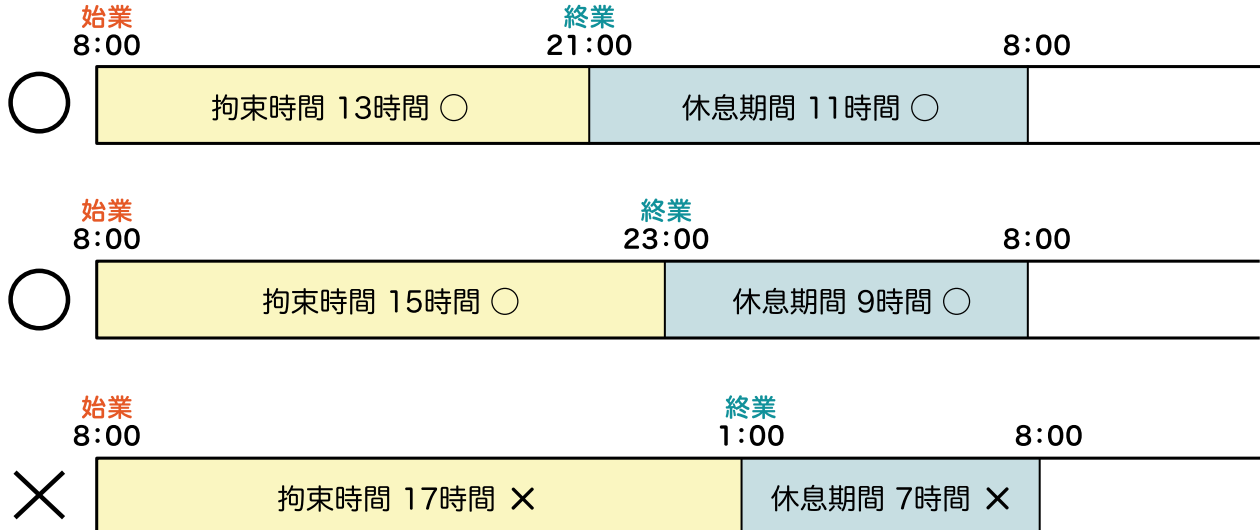 始業 終業
8:00 21:00 8:00
拘束時間 13時間 ○ 休息期間 11時間 ○
始業 終業
8:00 23:00 8:00
拘束時間 15時間 ○ 休息期間 9時間 ○
始業 終業
8:00 1:00 8:00
拘束時間 17時間 × 休息期間 7時間 ×